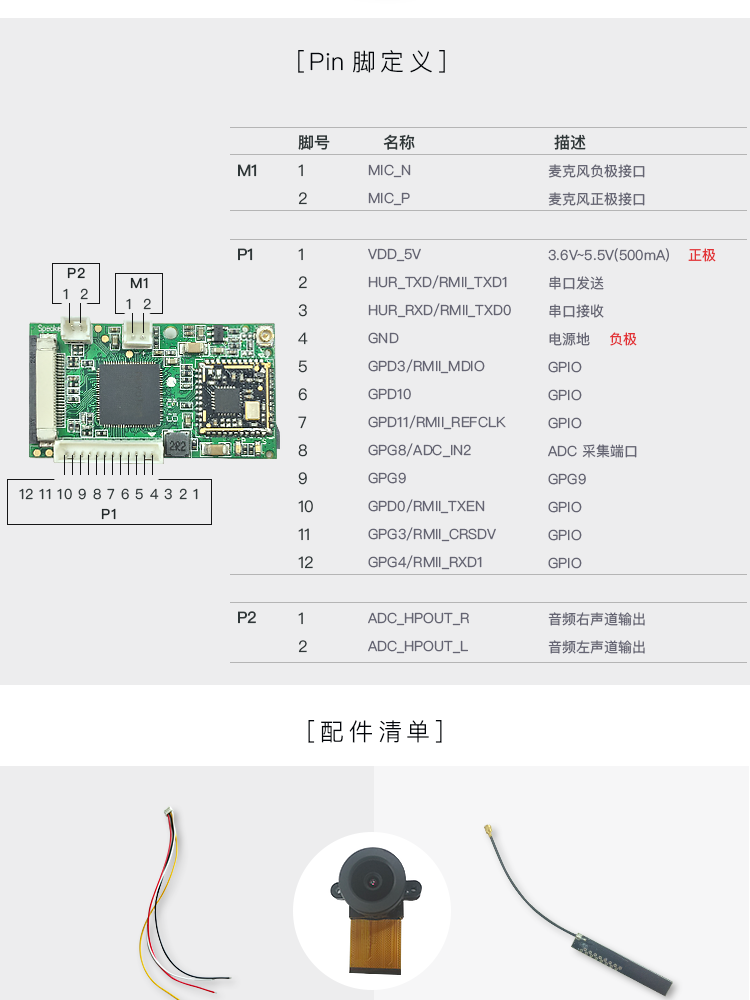 [Pin 脚定义]
脚号 名称 描述
M1 1 MIC_N 麦克风负极接口
2 MIC_P 麦克风正极接口
P1 1 VDD_5V 3.6V~5.5V(500mA) 正极
2 HUR_TXD/RMII_TXD1 串口发送
3 HUR_RXD/RMII_TXD0 串口接收
4 GND 电源地 负极
5 GPD3/RMII_MDIO GPIO
6 GPD10 GPIO
7 GPD11/RMII_REFCLK GPIO
8 GPG8/ADC_IN2 ADC 采集端口
9 GPG9 GPG9
10 GPD0/RMII_TXEN GPIO
11 GPG3/RMII_CRSDV GPIO
12 GPG4/RMII_RXD1 GPIO
P2 1 ADC_HPOUT_R 音频右声道输出
2 ADC_HPOUT_L 音频左声道输出
P2
1 2
M1
1 2
2R2
12 11 10 9 8 7 6 5 4 3 2 1
P1
[配件清单]